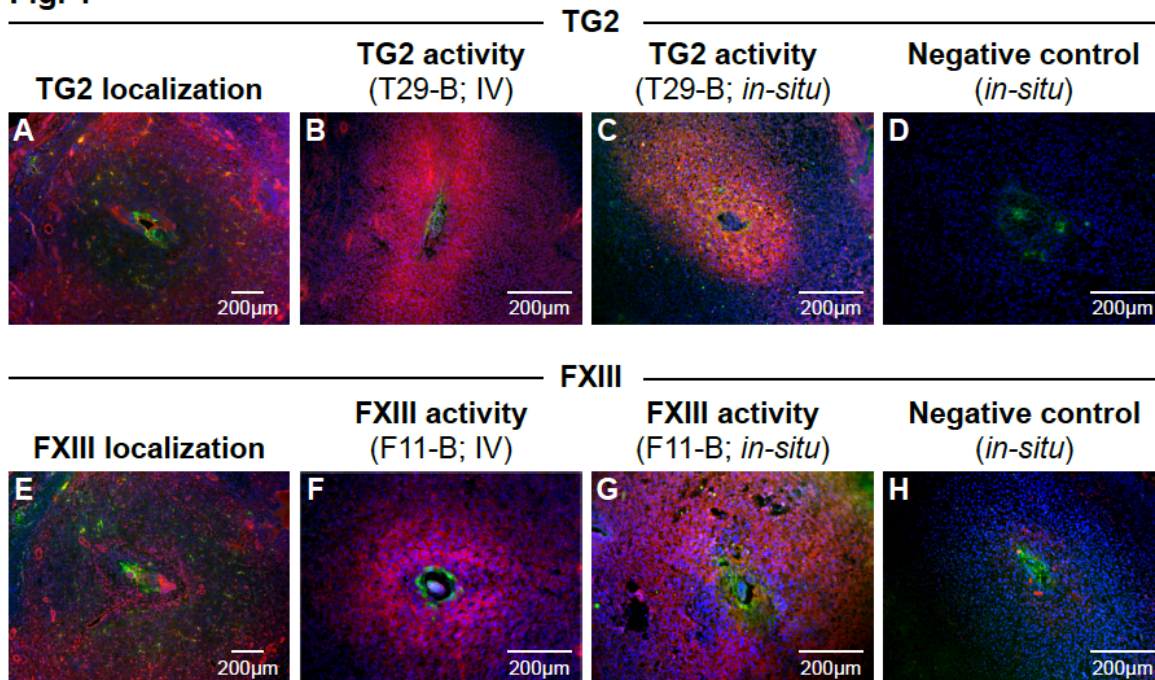 TG2
TG2 localization
TG2 activity
(T29-B; IV)
TG2 activity
(T29-B; in-situ)
Negative control
(in-situ)
A
200µm
B
200µm
C
200µm
D
200µm
FXIII
FXIII localization
FXIII activity
(F11-B; IV)
FXIII activity
(F11-B; in-situ)
Negative control
(in-situ)
E
200µm
F
200µm
G
200µm
H
200µm